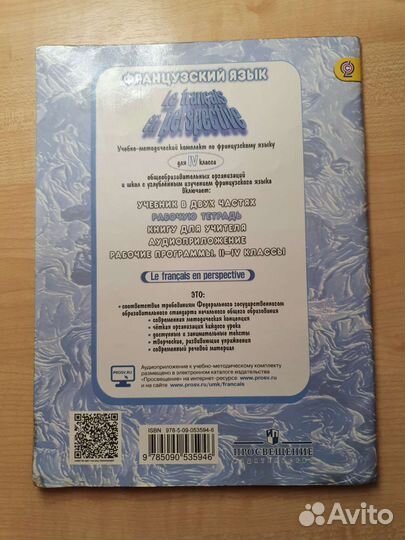 ФРАНЦУЗСКИЙ ЯЗЫК
Le français
en perspective
Учебно-методический комплект по французскому языку
для IV класса
общеобразовательных организаций
и школ с углублённым изучением французского языка
Включает:
УЧЕБНИК В ДВУХ ЧАСТЯХ
РАБОЧУЮ ТЕТРАДЬ
КНИГУ ДЛЯ УЧИТЕЛЯ
АУДИОПРИЛОЖЕНИЕ
РАБОЧИЕ ПРОГРАММЫ. II—IV КЛАССЫ
Le français en perspective
ЭТО:
• соответствие требованиям Федерального государственного
образовательного стандарта начального общего образования
• современная методическая концепция
• чёткая организация каждого урока
• доступные и занимательные тексты
• творческие, развивающие упражнения
• современный речевой материал
PROSV.RU
Аудиоприложение к учебно-методическому комплекту
размещено в электронном каталоге издательства
«Просвещение» на интернет-ресурсе www.prosv.ru
и на сайте www.prosv.ru/umk/francais
ISBN 978-5-09-053594-6
9 785090 535946
ПРОСВЕЩЕНИЕ
ИЗДАТЕЛЬСТВО
Avito